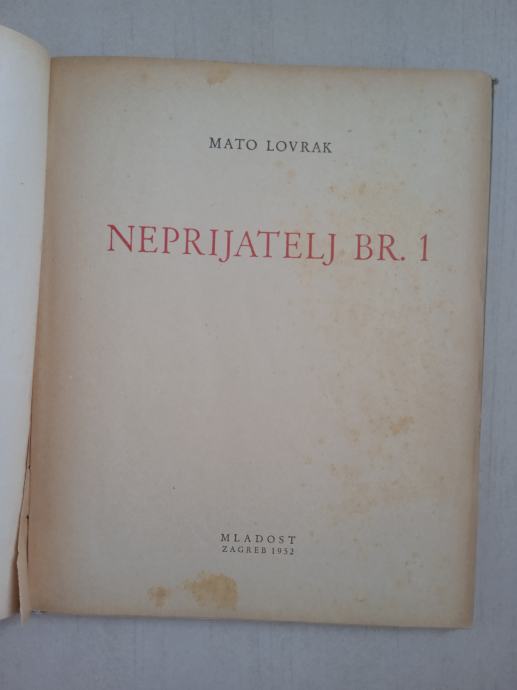 MATO LOVRAK
NEPRIJATELJ BR. 1
MLADOST
ZAGREB 1952